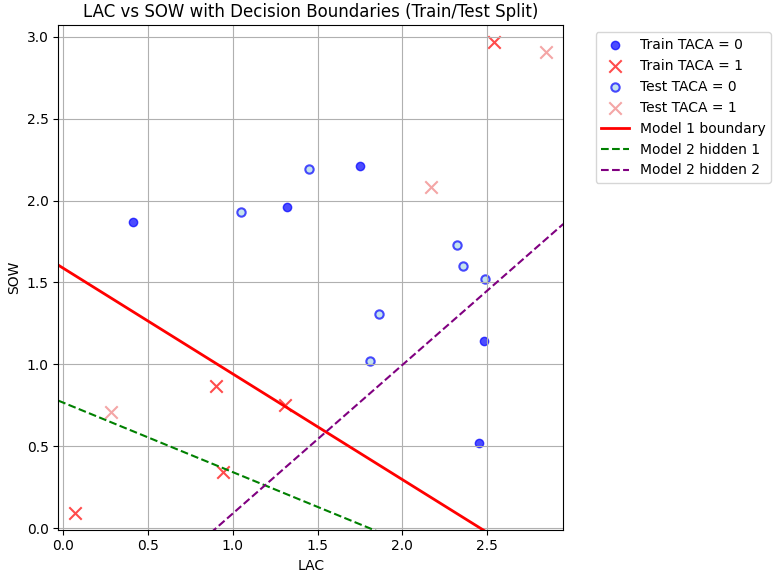 LAC vs SOW with Decision Boundaries (Train/Test Split)
3.0
2.5
2.0
1.5
1.0
0.5
0.0
SOW
0.0 0.5 1.0 1.5 2.0 2.5
LAC
Train TACA = 0
Train TACA = 1
Test TACA = 0
Test TACA = 1
Model 1 boundary
Model 2 hidden 1
Model 2 hidden 2